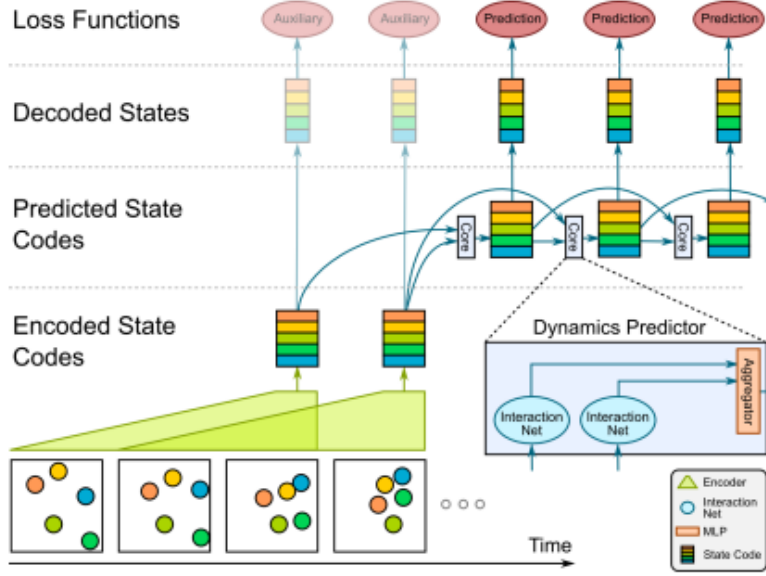 Loss Functions
Auxiliary
Auxiliary
Prediction
Prediction
Prediction
Decoded States
Predicted State
Codes
Core
Core
Core
Encoded State
Codes
Dynamics Predictor
Interaction
Net
Interaction
Net
Aggregator
Encoder
Interaction
Net
MLP
State Code
Time